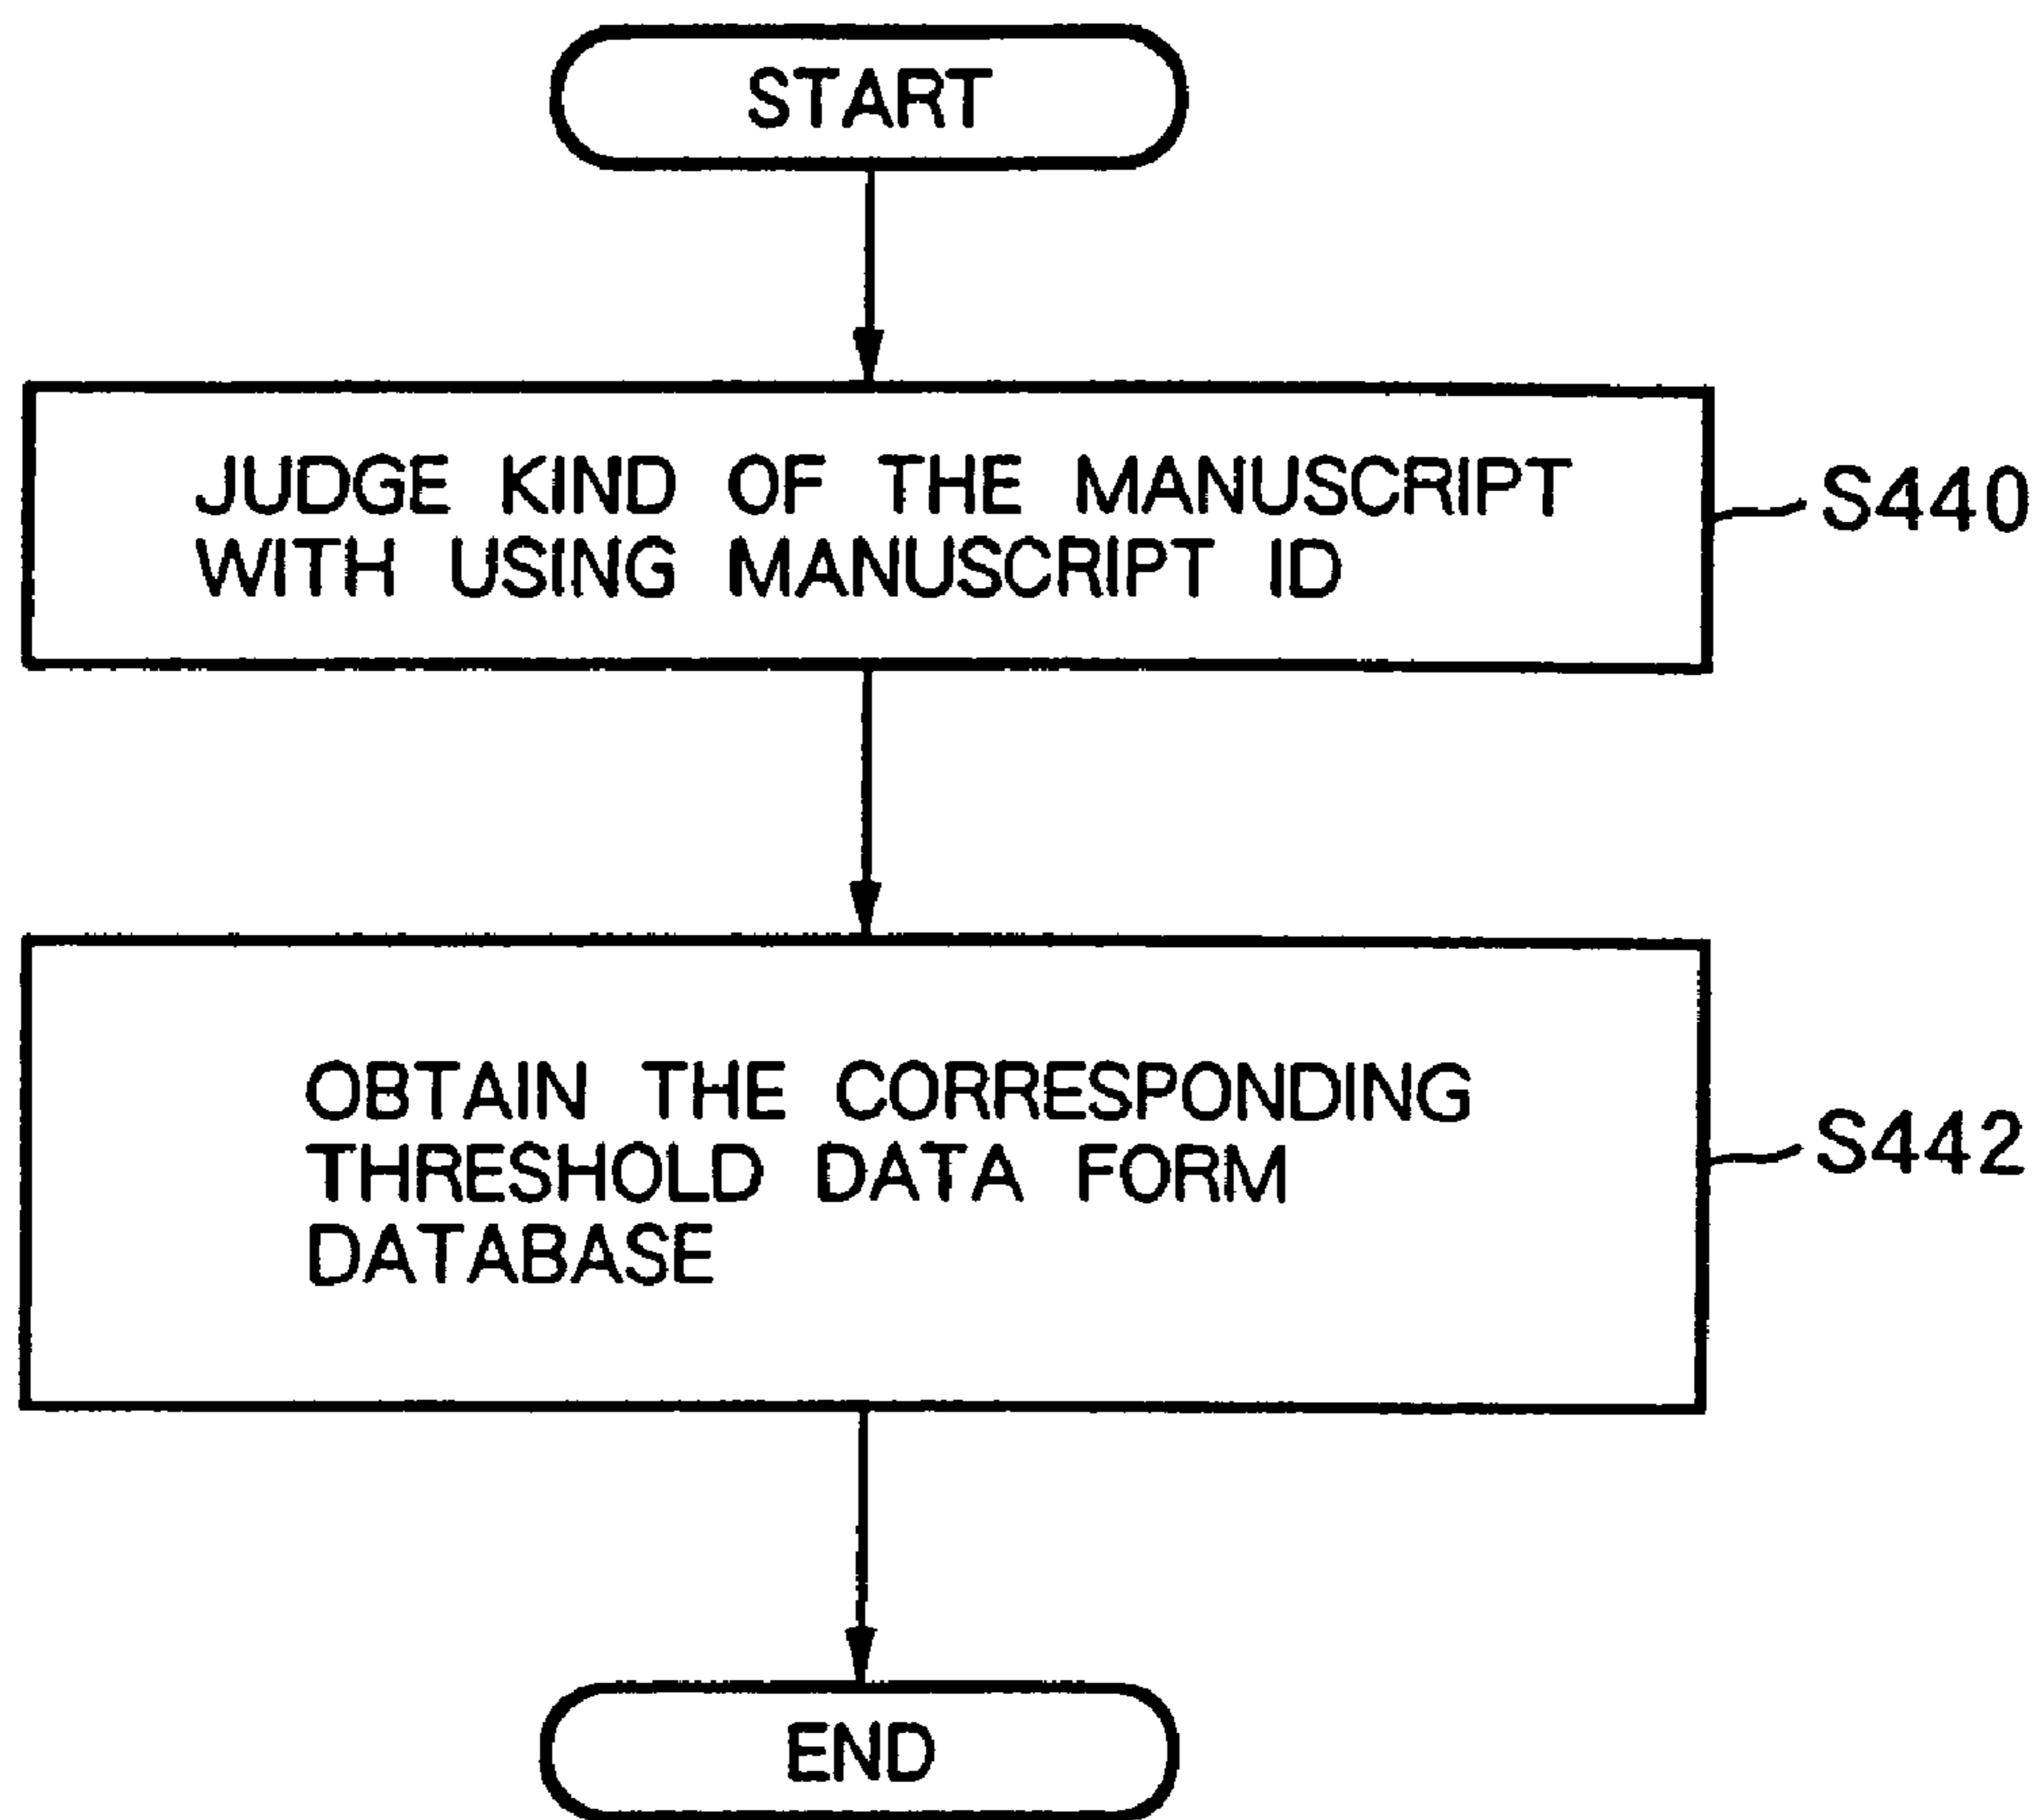 START
JUDGE KIND OF THE MANUSCRIPT
WITH USING MANUSCRIPT ID
S440
OBTAIN THE CORRESPONDING
THRESHOLD DATA FORM
DATABASE
S442
END